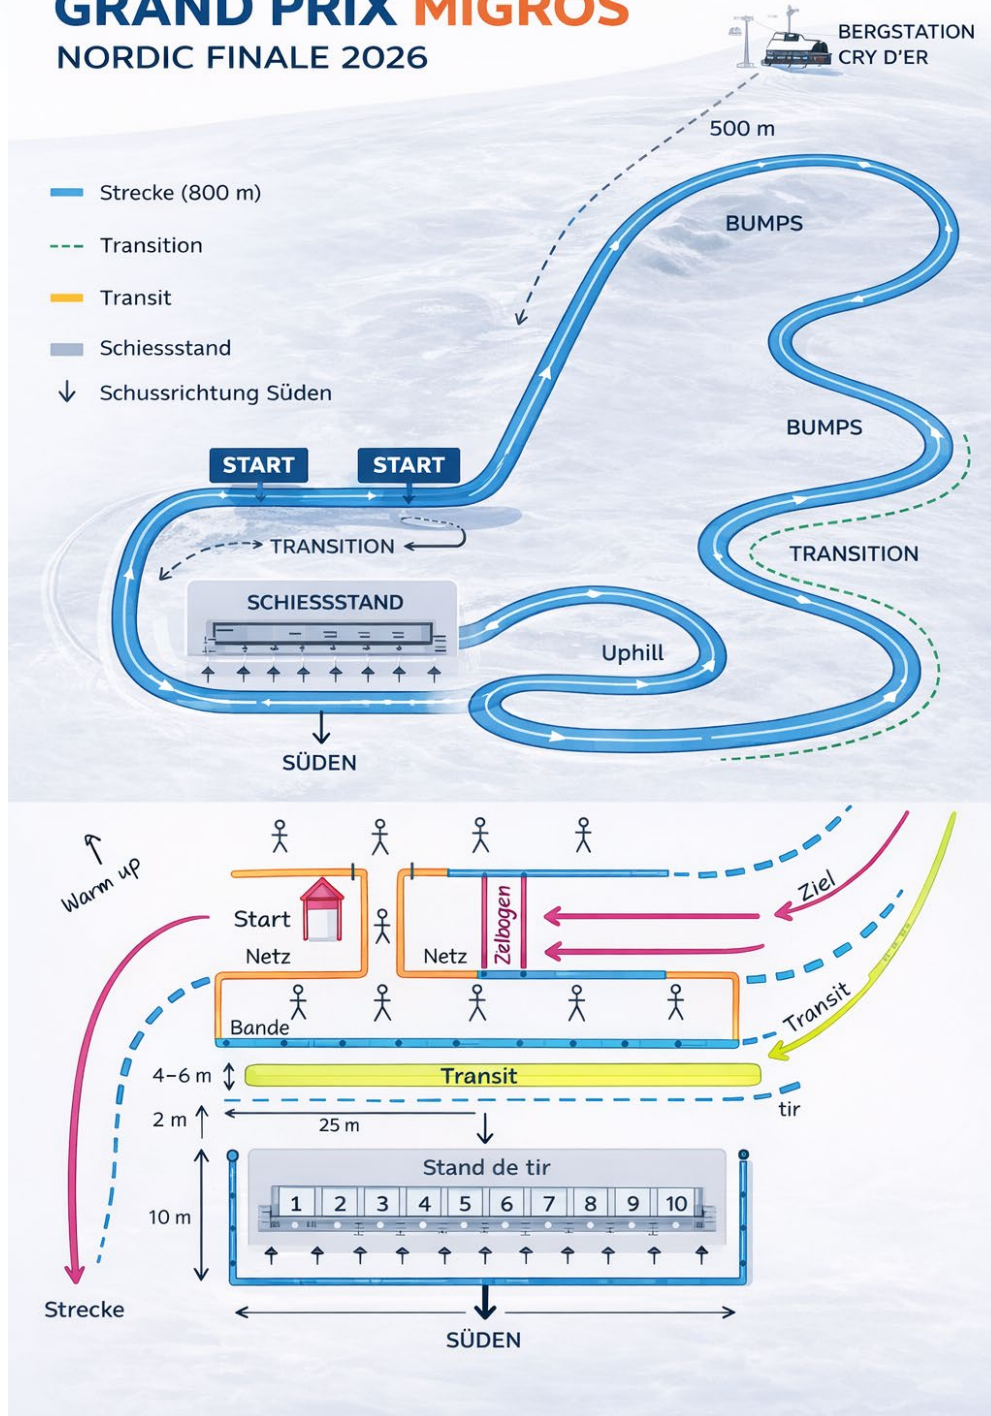 GRAND PRIX MIGROS
NORDIC FINALE 2026
BERGSTATION
CRY D'ER
500 m
Strecke (800 m)
BUMPS
Transition
Transit
Schiessstand
Schussrichtung Süden
BUMPS
START
START
TRANSITION
TRANSITION
SCHIESSSTAND
Uphill
SÜDEN
Warm up
Ziel
Start
Zelbogen
Netz
Netz
Transit
Bande
4–6 m
Transit
2 m
25 m
tir
Stand de tir
1 2 3 4 5 6 7 8 9 10
10 m
Strecke
SÜDEN